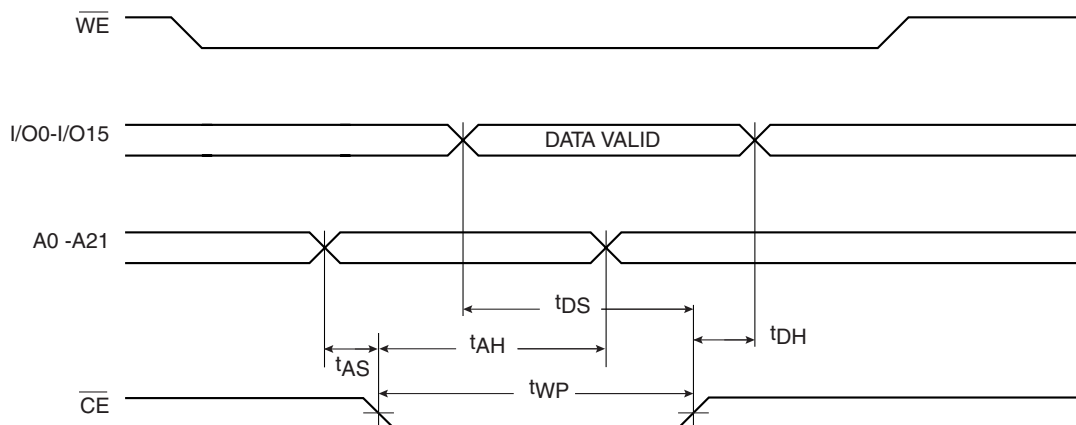 WE
I/O0-I/O15
DATA VALID
A0 -A21
tDS
tDH
tAS
tAH
tWP
CE